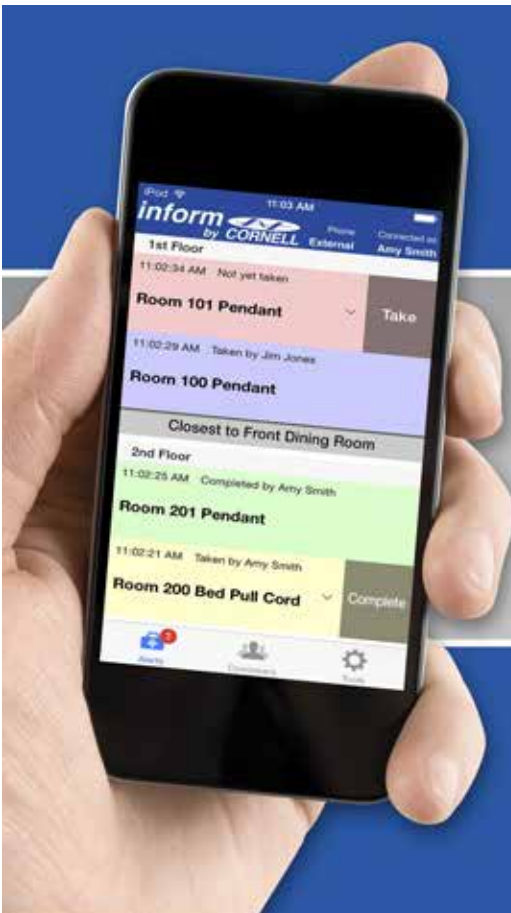 iPod
11:03 AM
inform
by CORNELL
Phone
External
Connected as
Amy Smith
1st Floor
11:02:34 AM Not yet taken
Room 101 Pendant
Take
11:02:29 AM Taken by Jim Jones
Room 100 Pendant
Closest to Front Dining Room
2nd Floor
11:02:25 AM Completed by Amy Smith
Room 201 Pendant
11:02:21 AM Taken by Amy Smith
Room 200 Bed Pull Cord
Complete
Alerts
Tools